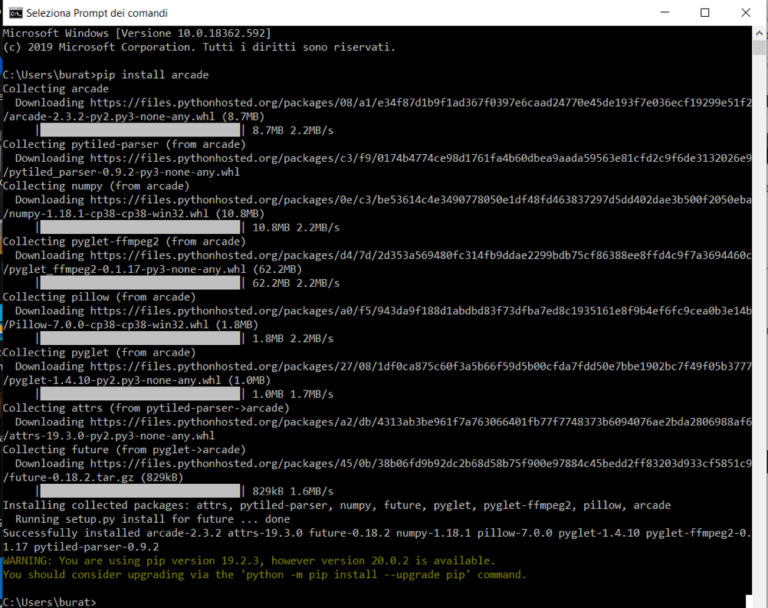 Seleziona Prompt dei comandi
Microsoft Windows [Versione 10.0.18362.592]
(c) 2019 Microsoft Corporation. Tutti i diritti sono riservati.
C:\Users\burat>pip install arcade
Collecting arcade
Downloading https://files.pythonhosted.org/packages/08/a1/e34f87d1b9f1ad367f0397e6caad24770e45de193f7e036ecf19299e51f2
/arcade-2.3.2-py2.py3-none-any.whl (8.7MB)
|████████████████████████████████| 8.7MB 2.2MB/s
Collecting pytiled-parser (from arcade)
Downloading https://files.pythonhosted.org/packages/c3/f9/0174b4774ce98d1761fa4b60dbea9aada59563e81cfd2c9f6de3132026e9
/pytiled_parser-0.9.2-py3-none-any.whl
Collecting numpy (from arcade)
Downloading https://files.pythonhosted.org/packages/0e/c3/be53614c4e3490778050e1df48fd463837297d5dd402dae3b500f2050eba
/numpy-1.18.1-cp38-cp38-win32.whl (10.8MB)
|████████████████████████████████| 10.8MB 2.2MB/s
Collecting pyglet-ffmpeg2 (from arcade)
Downloading https://files.pythonhosted.org/packages/d4/7d/2d353a569480fc314fb9ddae2299bdb75cf86388ee8ffd4c9f7a3694460c
/pyglet_ffmpeg2-0.1.17-py3-none-any.whl (62.2MB)
|████████████████████████████████| 62.2MB 2.2MB/s
Collecting pillow (from arcade)
Downloading https://files.pythonhosted.org/packages/a0/f5/943da9f188d1abdbd83f73dfba7ed8c1935161e8f9b4ef6fc9cea0b3e14b
/Pillow-7.0.0-cp38-cp38-win32.whl (1.8MB)
|████████████████████████████████| 1.8MB 2.2MB/s
Collecting pyglet (from arcade)
Downloading https://files.pythonhosted.org/packages/27/08/1df0ca875c60f3a5b66f59d5b00cfda7fdd50e7bbe1902bc7f49f05b3777
/pyglet-1.4.10-py2.py3-none-any.whl (1.0MB)
|████████████████████████████████| 1.0MB 1.7MB/s
Collecting attrs (from pytiled-parser->arcade)
Downloading https://files.pythonhosted.org/packages/a2/db/4313ab3be961f7a763066401fb77f7748373b6094076ae2bda2806988af6
/attrs-19.3.0-py2.py3-none-any.whl
Collecting future (from pyglet->arcade)
Downloading https://files.pythonhosted.org/packages/45/0b/38b06fd9b92dc2b68d58b75f900e97884c45bedd2ff83203d933cf5851c9
/future-0.18.2.tar.gz (829kB)
|████████████████████████████████| 829kB 1.6MB/s
Installing collected packages: attrs, pytiled-parser, numpy, future, pyglet, pyglet-ffmpeg2, pillow, arcade
Running setup.py install for future ... done
Successfully installed arcade-2.3.2 attrs-19.3.0 future-0.18.2 numpy-1.18.1 pillow-7.0.0 pyglet-1.4.10 pyglet-ffmpeg2-0.
1.17 pytiled-parser-0.9.2
WARNING: You are using pip version 19.2.3, however version 20.0.2 is available.
You should consider upgrading via the 'python -m pip install --upgrade pip' command.
C:\Users\burat>